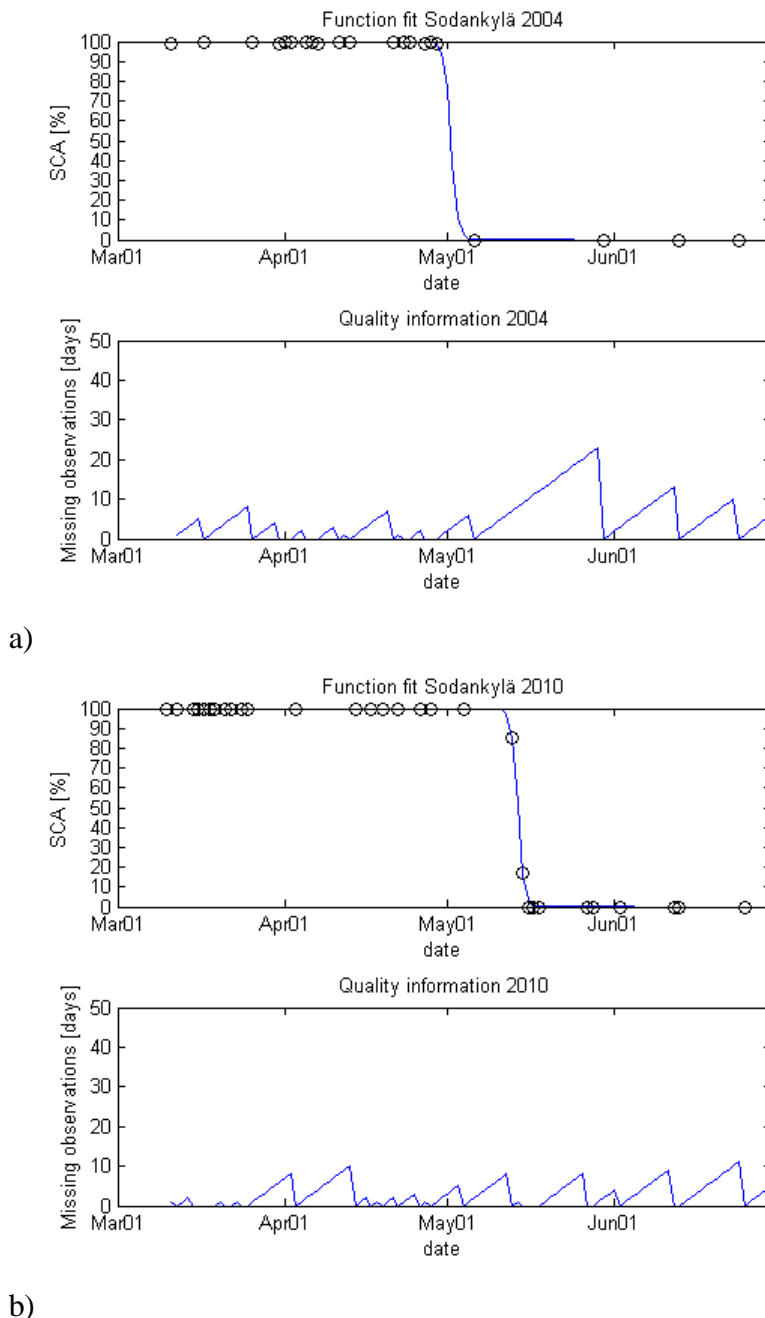 Function fit Sodankylä 2004
SCA [%]
100
90
80
70
60
50
40
30
20
10
0
Mar01 Apr01 May01 Jun01
date
Quality information 2004
Missing observations [days]
50
40
30
20
10
0
Mar01 Apr01 May01 Jun01
date
a)
Function fit Sodankylä 2010
SCA [%]
100
90
80
70
60
50
40
30
20
10
0
Mar01 Apr01 May01 Jun01
date
Quality information 2010
Missing observations [days]
50
40
30
20
10
0
Mar01 Apr01 May01 Jun01
date
b)